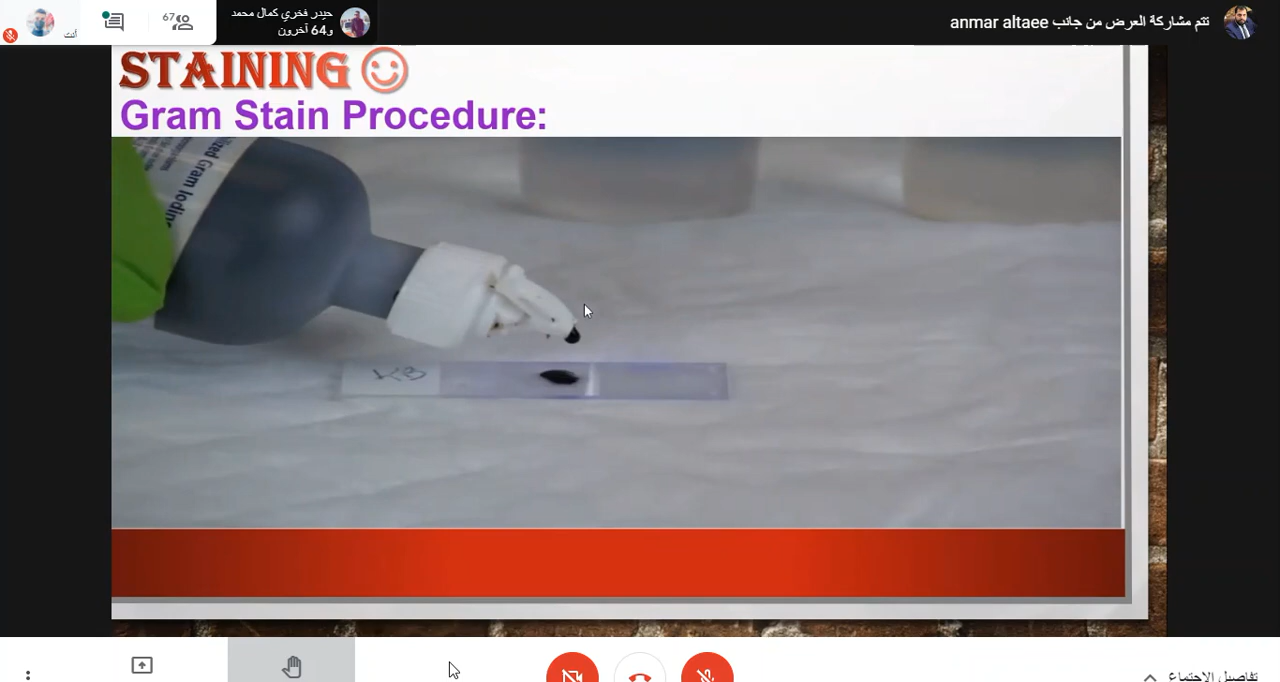 تتم مشاركة العرض من جانب anmar altaee
حيدر فخري كمال محمد
و64 آخرون
67
أنت
STAINING
Gram Stain Procedure:
Gram Iodine
KB
تفاصيل الاجتماع